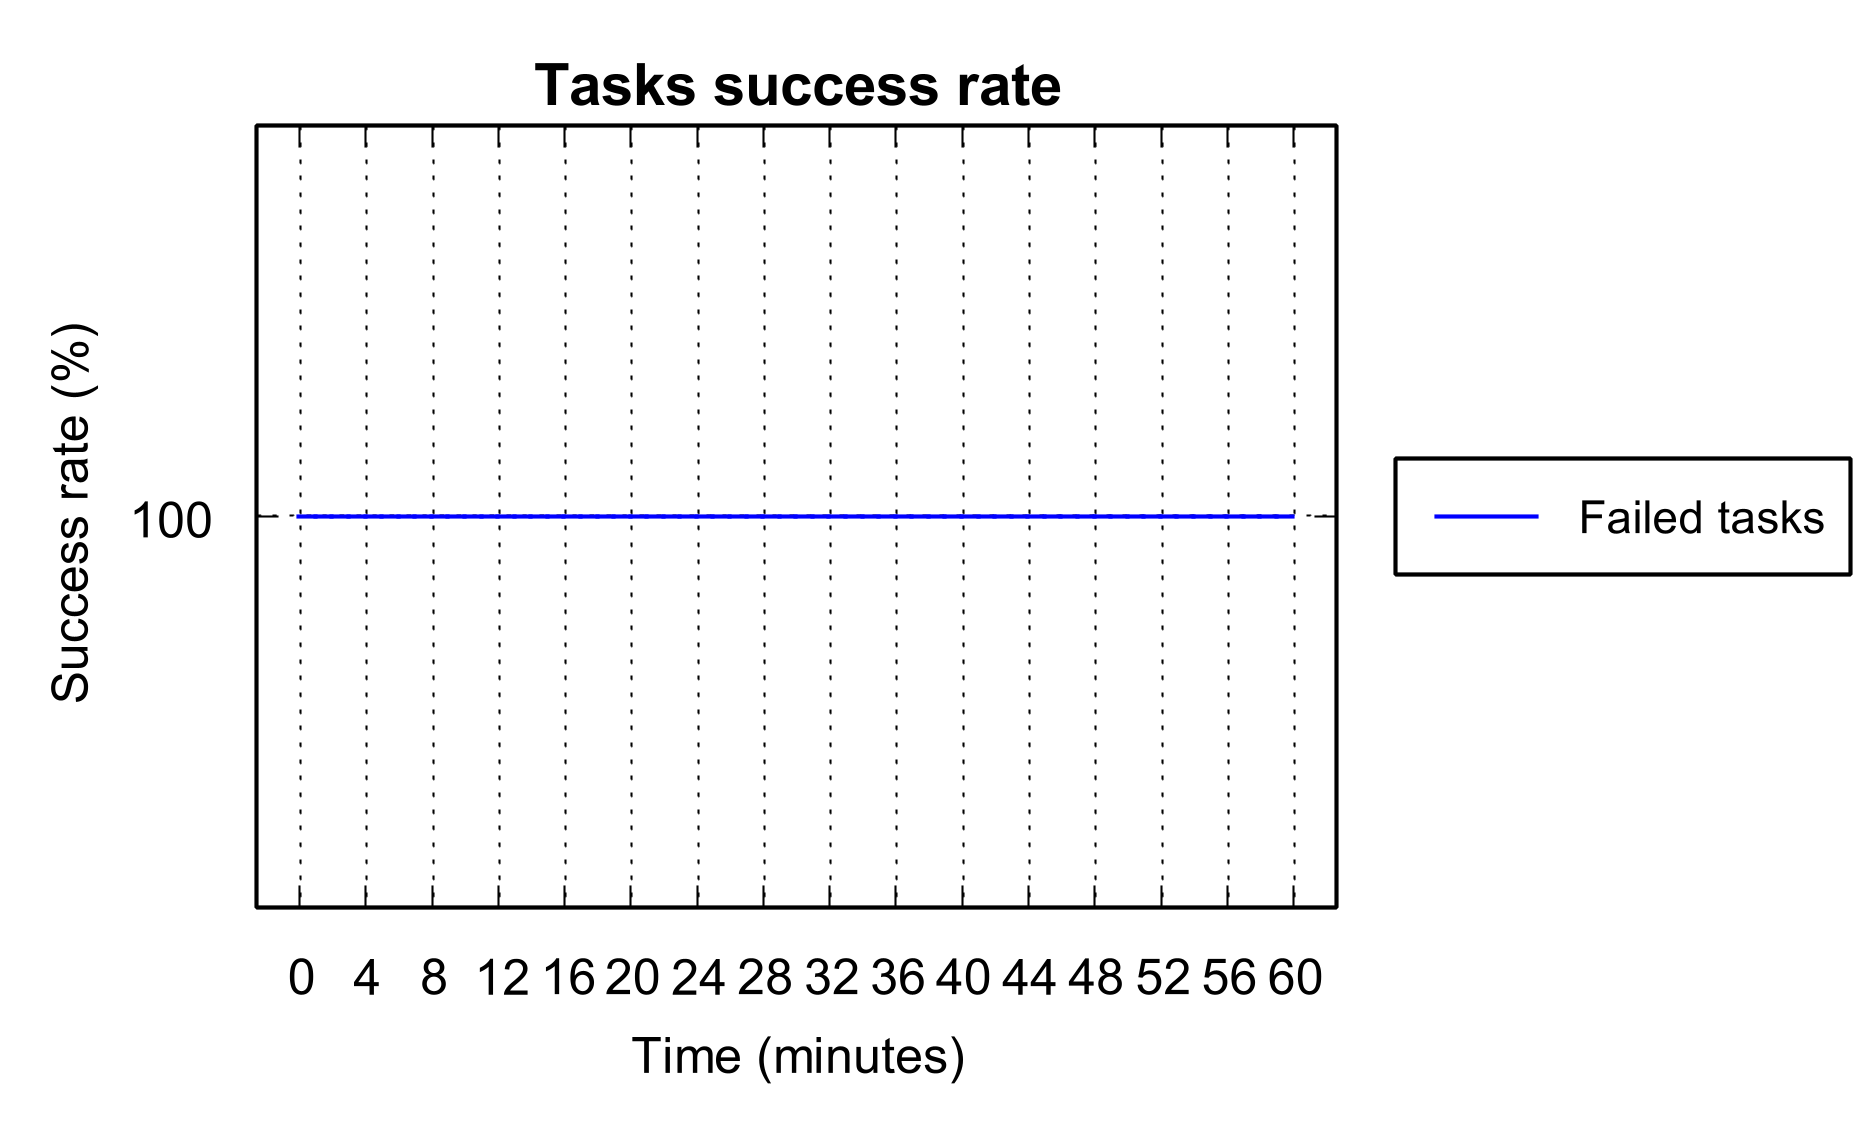 Tasks success rate
Success rate (%)
100
Failed tasks
0 4 8 12 16 20 24 28 32 36 40 44 48 52 56 60
Time (minutes)